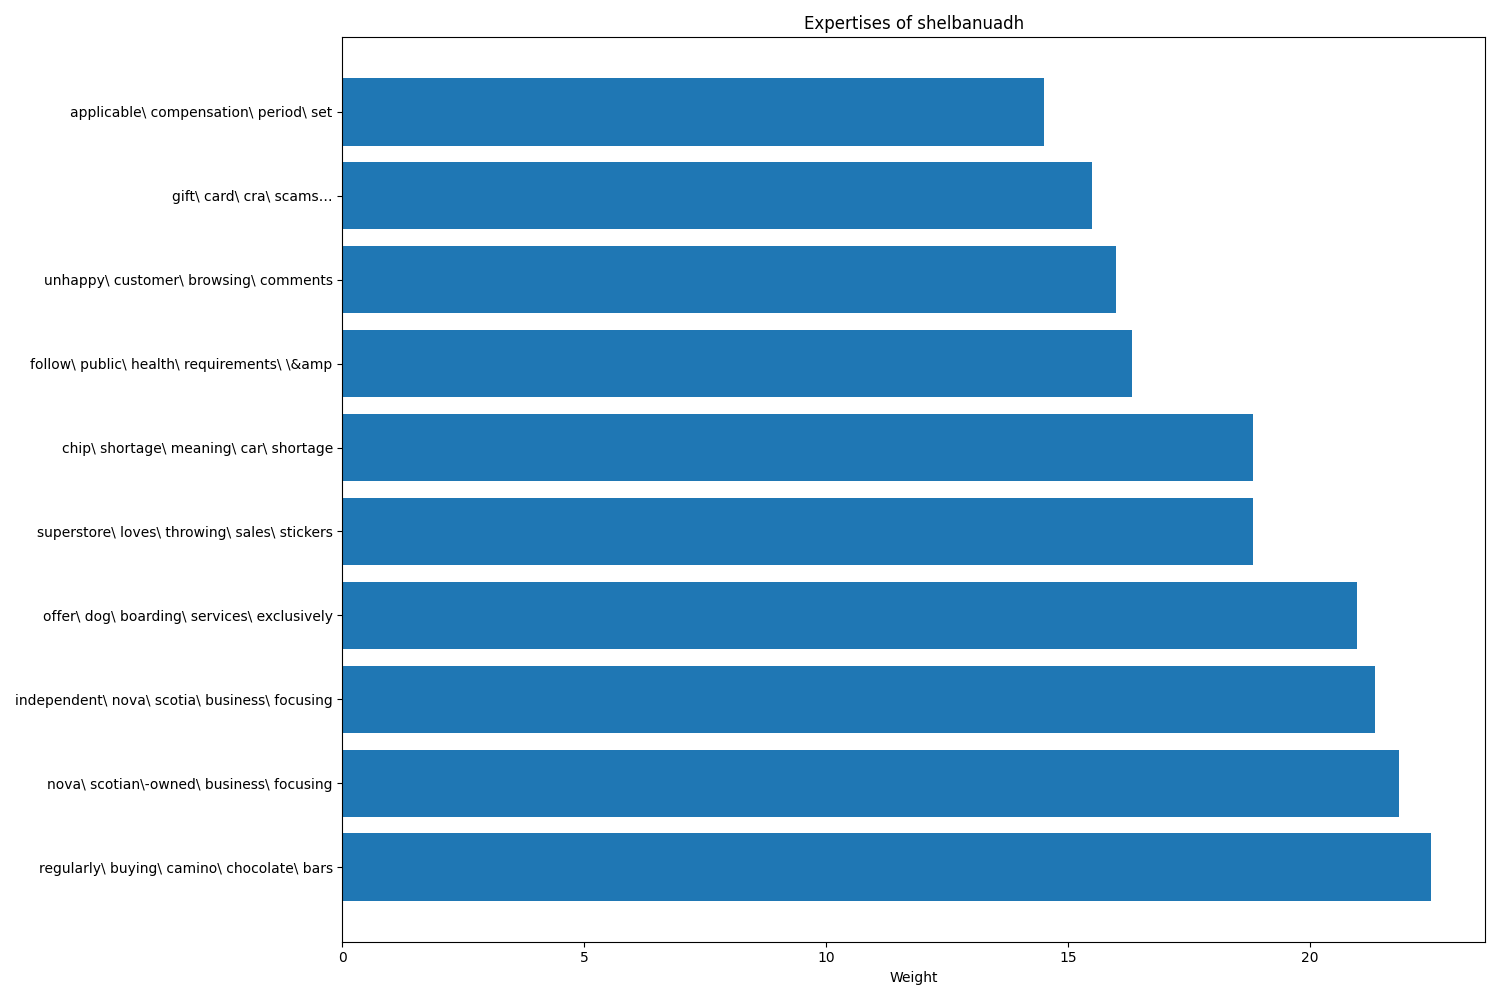 Expertises of shelbanuadh
applicable\ compensation\ period\ set
gift\ card\ cra\ scams…
unhappy\ customer\ browsing\ comments
follow\ public\ health\ requirements\ \&amp
chip\ shortage\ meaning\ car\ shortage
superstore\ loves\ throwing\ sales\ stickers
offer\ dog\ boarding\ services\ exclusively
independent\ nova\ scotia\ business\ focusing
nova\ scotian\-owned\ business\ focusing
regularly\ buying\ camino\ chocolate\ bars
0 5 10 15 20
Weight